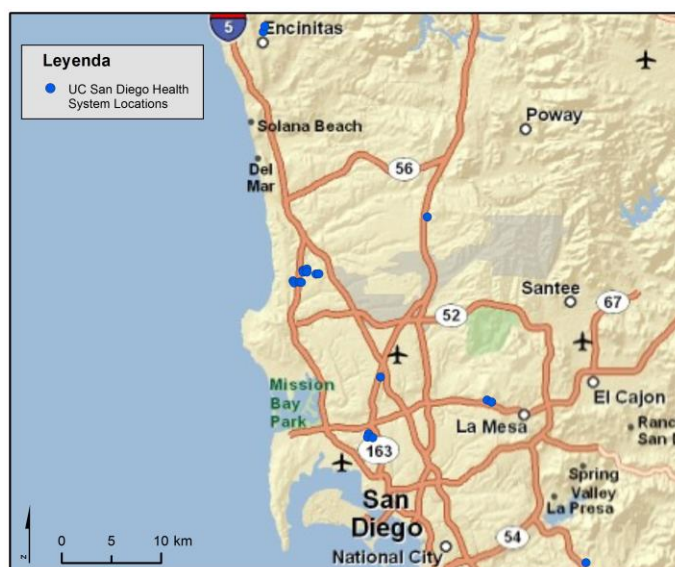 5
Encinitas
Leyenda
UC San Diego Health
System Locations
Solana Beach
Poway
Del
Mar
56
Santee
67
52
Mission
Bay
Park
El Cajon
La Mesa
Ranc
San D
163
Spring
Valley
La Presa
San
Diego
54
National City
z
0 5 10 km